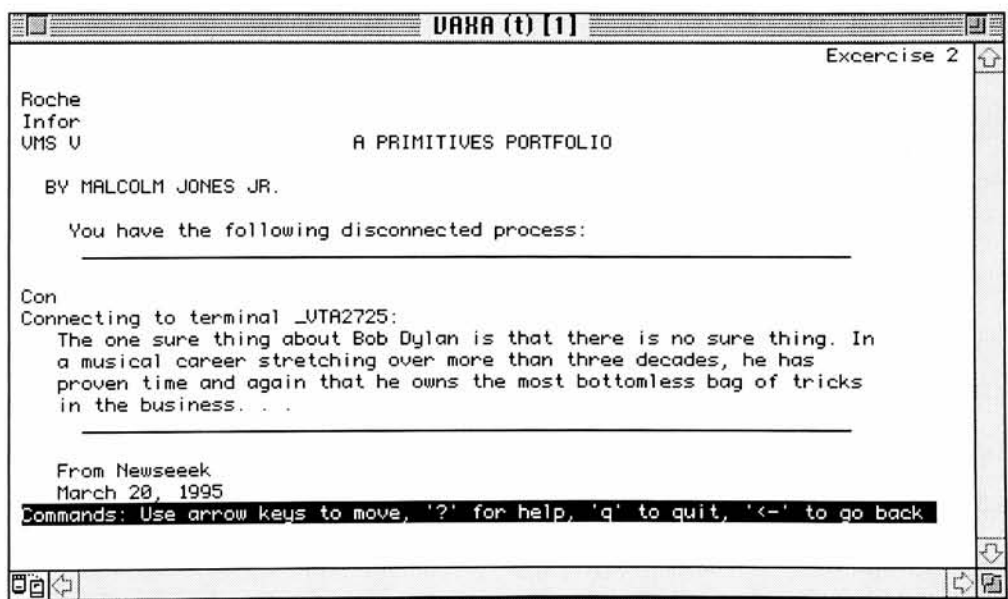 VAXA (t) [1]
Excercise 2
Roche
Infor
VMS V A PRIMITIVES PORTFOLIO
BY MALCOLM JONES JR.
You have the following disconnected process:
Con
Connecting to terminal _VTA2725:
The one sure thing about Bob Dylan is that there is no sure thing. In
a musical career stretching over more than three decades, he has
proven time and again that he owns the most bottomless bag of tricks
in the business. . .
From Newseeek
March 20, 1995
Commands: Use arrow keys to move, '?' for help, 'q' to quit, '<-' to go back